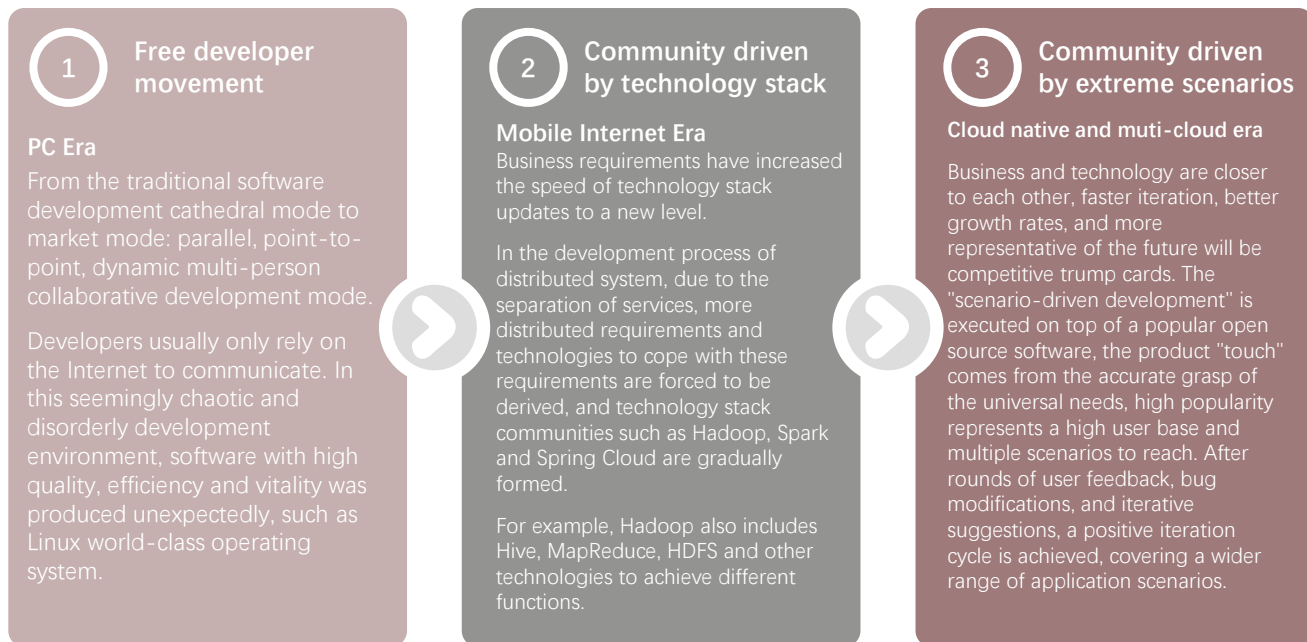 1
Free developer
movement
PC Era
From the traditional software
development cathedral mode to
market mode: parallel, point-to-
point, dynamic multi-person
collaborative development mode.
Developers usually only rely on
the Internet to communicate. In
this seemingly chaotic and
disorderly development
environment, software with high
quality, efficiency and vitality was
produced unexpectedly, such as
Linux world-class operating
system.
2
Community driven
by technology stack
Mobile Internet Era
Business requirements have increased
the speed of technology stack
updates to a new level.
In the development process of
distributed system, due to the
separation of services, more
distributed requirements and
technologies to cope with these
requirements are forced to be
derived, and technology stack
communities such as Hadoop, Spark
and Spring Cloud are gradually
formed.
For example, Hadoop also includes
Hive, MapReduce, HDFS and other
technologies to achieve different
functions.
3
Community driven
by extreme scenarios
Cloud native and muti-cloud era
Business and technology are closer
to each other, faster iteration, better
growth rates, and more
representative of the future will be
competitive trump cards. The
"scenario-driven development" is
executed on top of a popular open
source software, the product "touch"
comes from the accurate grasp of
the universal needs, high popularity
represents a high user base and
multiple scenarios to reach. After
rounds of user feedback, bug
modifications, and iterative
suggestions, a positive iteration
cycle is achieved, covering a wider
range of application scenarios.